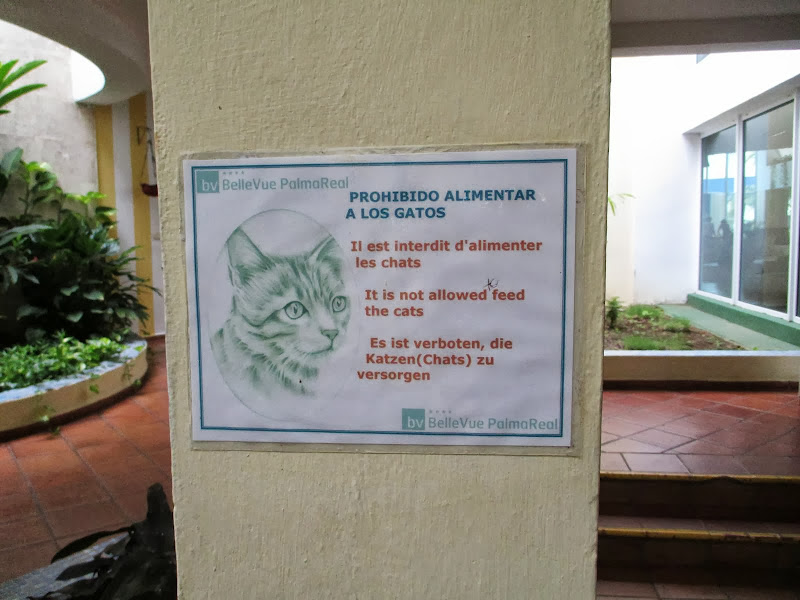 bv BelleVue PalmaReal
PROHIBIDO ALIMENTAR
A LOS GATOS
Il est interdit d'alimenter
les chats
It is not allowed to feed
the cats
Es ist verboten, die
Katzen(Chats) zu
versorgen
bv BelleVue PalmaReal